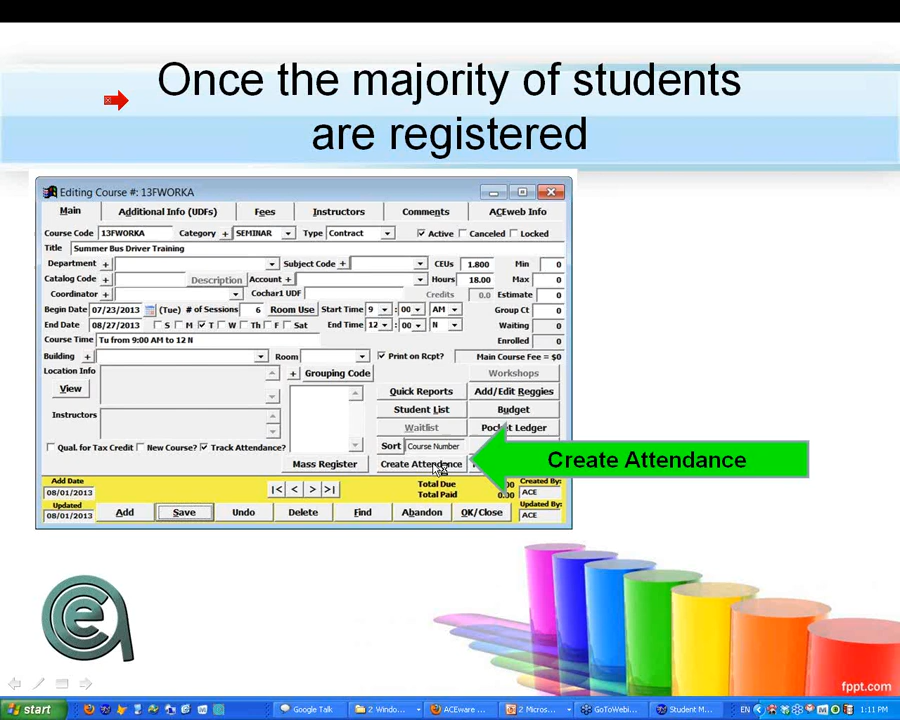 Once the majority of students
are registered
Editing Course #: 13FWORKA
Main Additional Info (UDFs) Fees Instructors Comments ACEweb Info
Course Code 13FWORKA Category + SEMINAR Type Contract Active Canceled Locked
Title Summer Bus Driver Training
Department + Subject Code + CEUs 1.800 Min 0
Catalog Code + Description Account + Hours 18.00 Max 0
Coordinator + Cochar1 UDF Credits 0.0 Estimate 0
Begin Date 07/23/2013 (Tue) # of Sessions 6 Room Use Start Time 9 : 00 AM Group Ct 0
End Date 08/27/2013 S M T W Th F Sat End Time 12 : 00 N Waiting 0
Course Time Tu from 9:00 AM to 12 N Enrolled 0
Building + Room Print on Rcpt? Main Course Fee = $0
Location Info + Grouping Code Workshops
View Quick Reports Add/Edit Reggies
Instructors Student List Budget
Waitlist Pocket Ledger
Qual. for Tax Credit New Course? Track Attendance? Sort Course Number
Mass Register Create Attendance
Create Attendance
Add Date Total Due .00 Created By:
08/01/2013 |< < > >| Total Paid 0.00 ACE
Updated Add Save Undo Delete Find Abandon OK/Close Updated By:
08/01/2013 ACE
fppt.com
start Google Talk 2 Windo... ACEware ... 2 Micros... GoToWebi... Student M... EN 1:11 PM